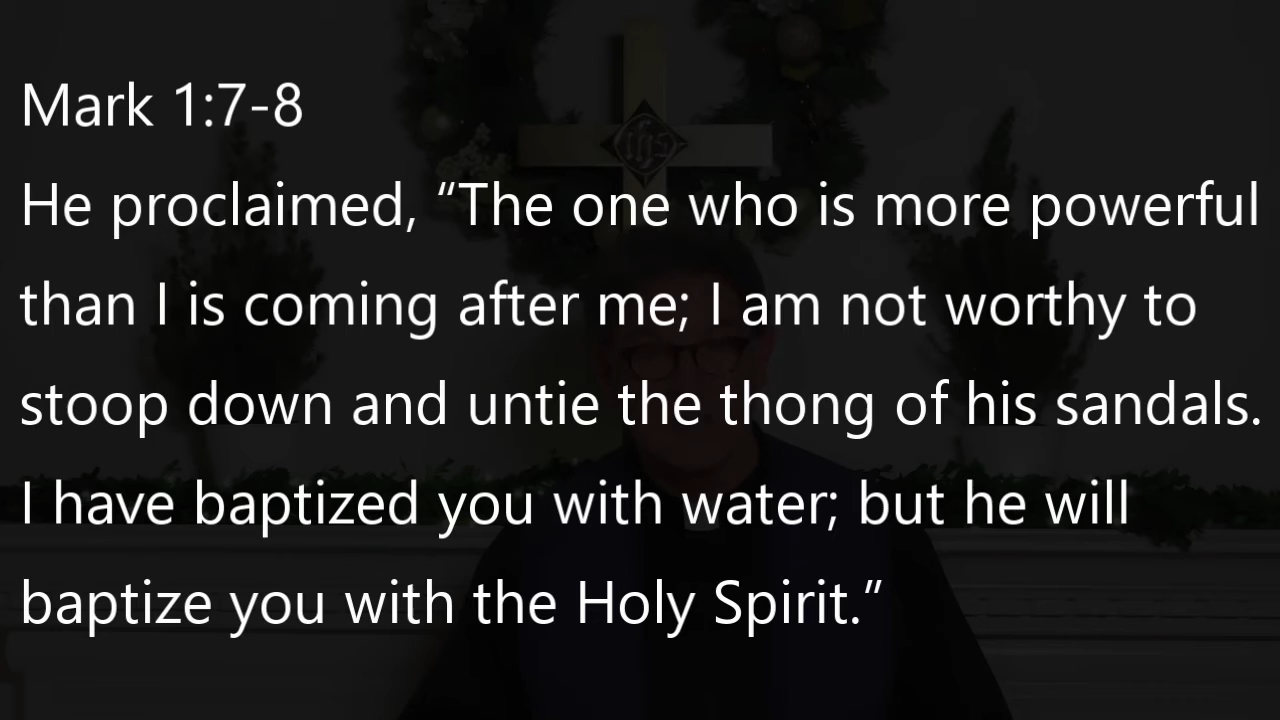 Mark 1:7-8
He proclaimed, “The one who is more powerful
than I is coming after me; I am not worthy to
stoop down and untie the thong of his sandals.
I have baptized you with water; but he will
baptize you with the Holy Spirit.”